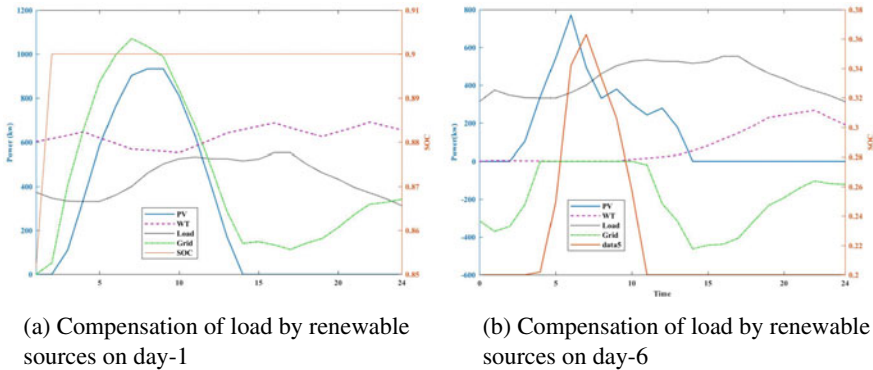 1200
1000
800
600
400
200
0
Power (kw)
5
10
15
20
24
0.91
0.9
0.89
0.88
0.87
0.86
0.85
SOC
PV
WT
Load
Grid
SOC
800
600
400
200
0
-200
-400
-600
Power(kw)
0
5
10
15
20
24
Time
0.38
0.36
0.34
0.32
0.3
0.28
0.26
0.24
0.22
0.2
SOC
PV
WT
Load
Grid
data5
(a) Compensation of load by renewable
sources on day-1
(b) Compensation of load by renewable
sources on day-6